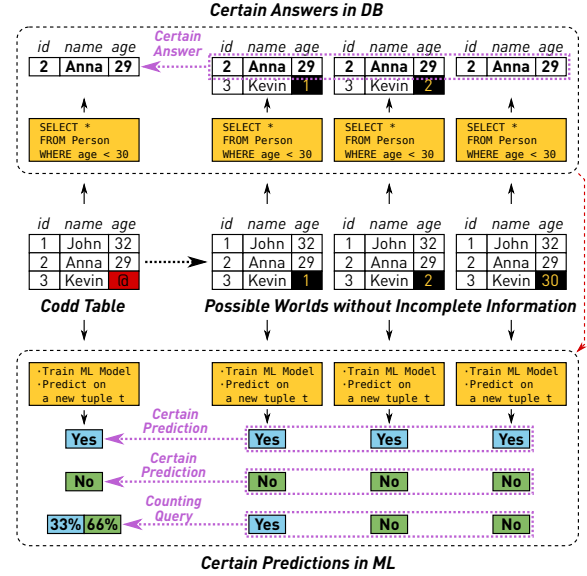 Certain Answers in DB
id name age
2 Anna 29
Certain
Answer
id name age
2 Anna 29
3 Kevin 1
id name age
2 Anna 29
3 Kevin 2
id name age
2 Anna 29
SELECT *
FROM Person
WHERE age < 30
SELECT *
FROM Person
WHERE age < 30
SELECT *
FROM Person
WHERE age < 30
SELECT *
FROM Person
WHERE age < 30
id name age
1 John 32
2 Anna 29
3 Kevin @
id name age
1 John 32
2 Anna 29
3 Kevin 1
id name age
1 John 32
2 Anna 29
3 Kevin 2
id name age
1 John 32
2 Anna 29
3 Kevin 30
Codd Table
Possible Worlds without Incomplete Information
·Train ML Model
·Predict on
a new tuple t
·Train ML Model
·Predict on
a new tuple t
·Train ML Model
·Predict on
a new tuple t
·Train ML Model
·Predict on
a new tuple t
Certain
Prediction
Yes Yes Yes Yes
Certain
Prediction
No No No No
Counting
Query
33% 66% Yes No No
Certain Predictions in ML